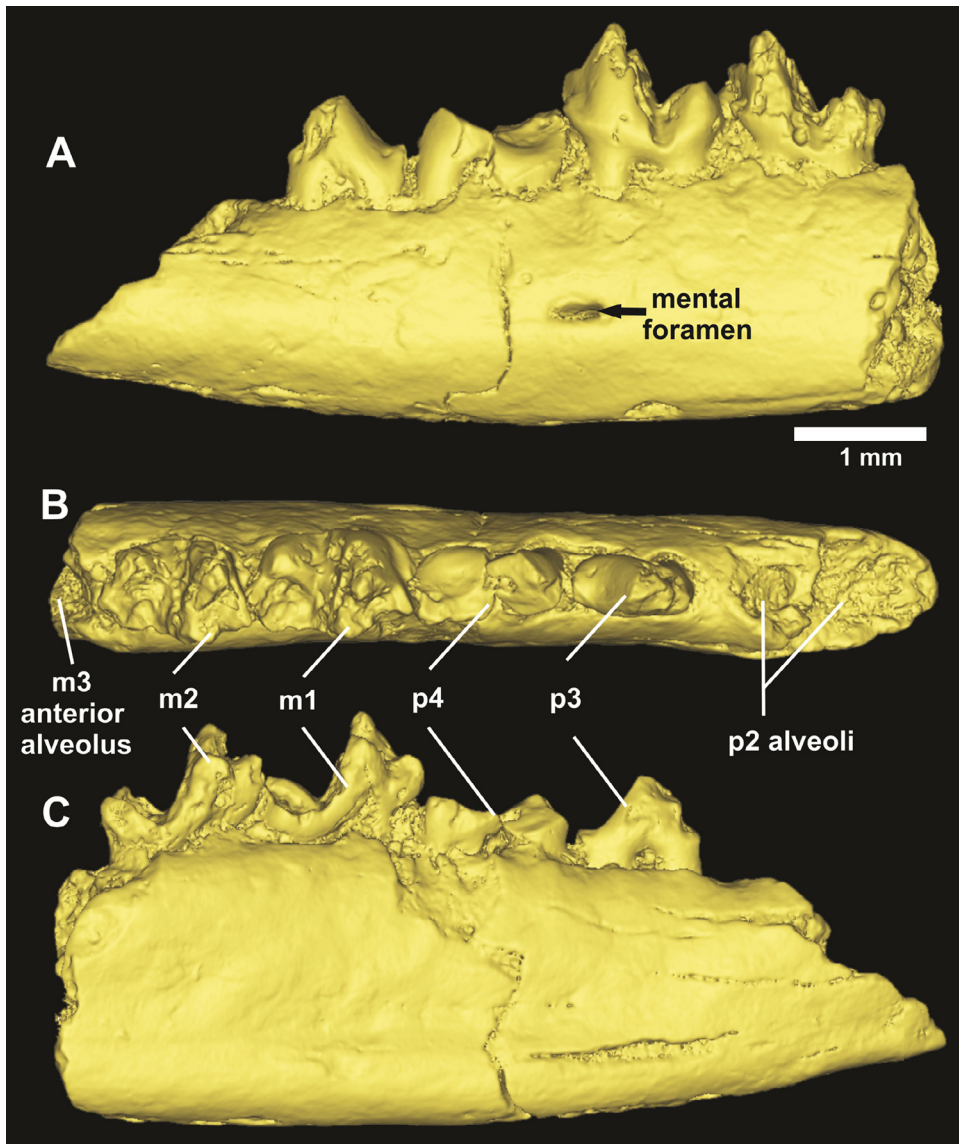 A
mental
foramen
1 mm
B
m3
anterior
alveolus
m2
m1
p4
p3
p2 alveoli
C